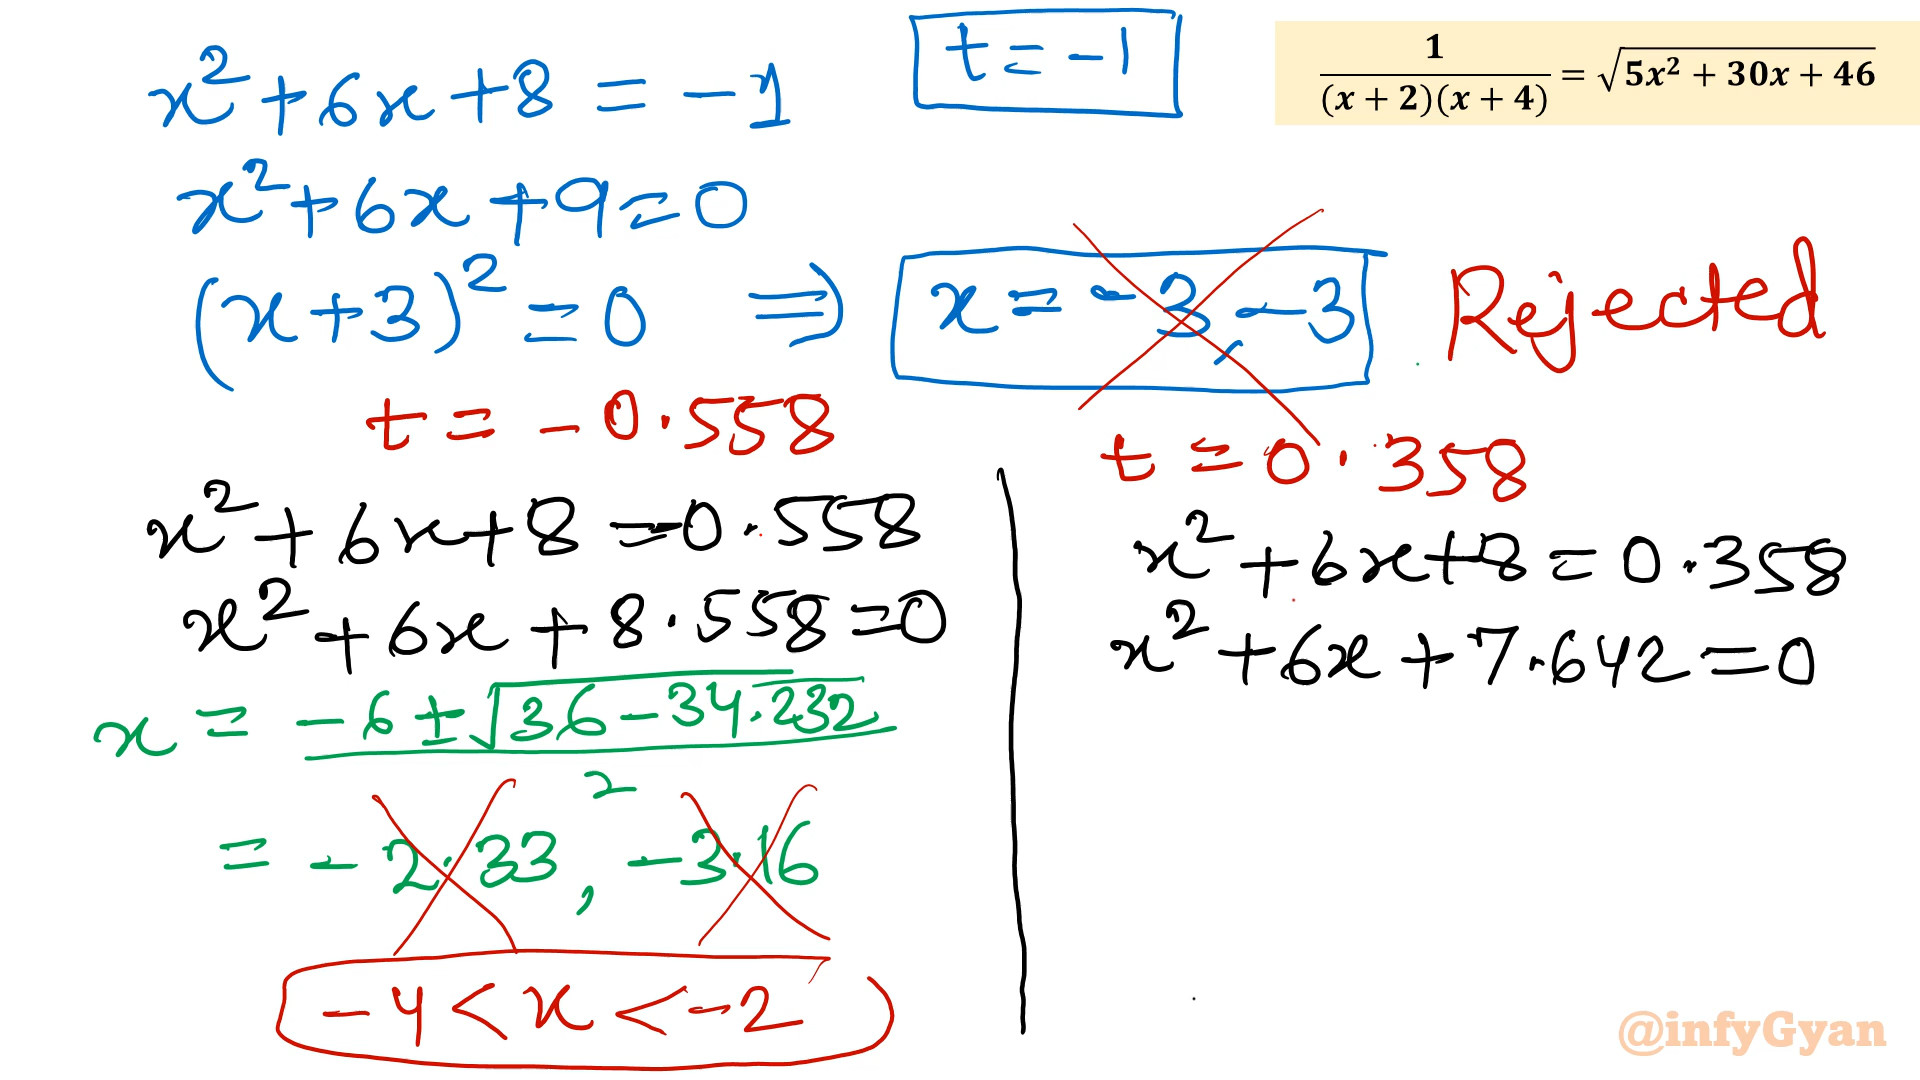 x² + 6x + 8 = -1
t = -1
1/((x + 2)(x + 4)) = √(5x² + 30x + 46)
x² + 6x + 9 = 0
(x + 3)² = 0 ⇒ x = -3, -3 Rejected
t = -0.558
x² + 6x + 8 = -0.558
x² + 6x + 8.558 = 0
x = (-6 ± √(36 - 34.232))/2
= -2.33, -3.16
-4 < x < -2
t = 0.358
x² + 6x + 8 = 0.358
x² + 6x + 7.642 = 0
@infyGyan